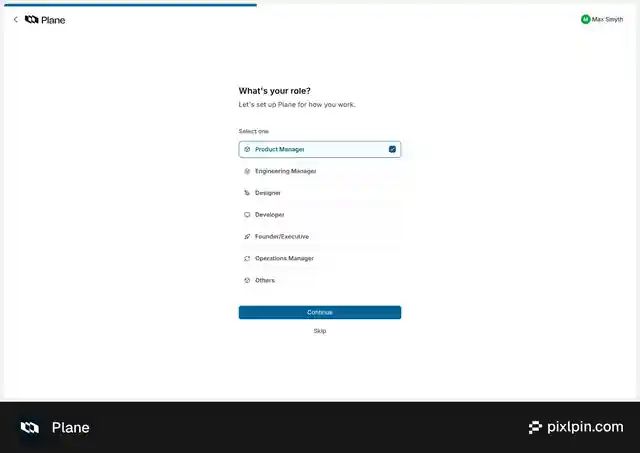 Plane
M Max Smyth
What's your role?
Let's set up Plane for how you work.
Select one
Product Manager
Engineering Manager
Designer
Developer
Founder/Executive
Operations Manager
Others
Continue
Skip
Plane
pixlpin.com